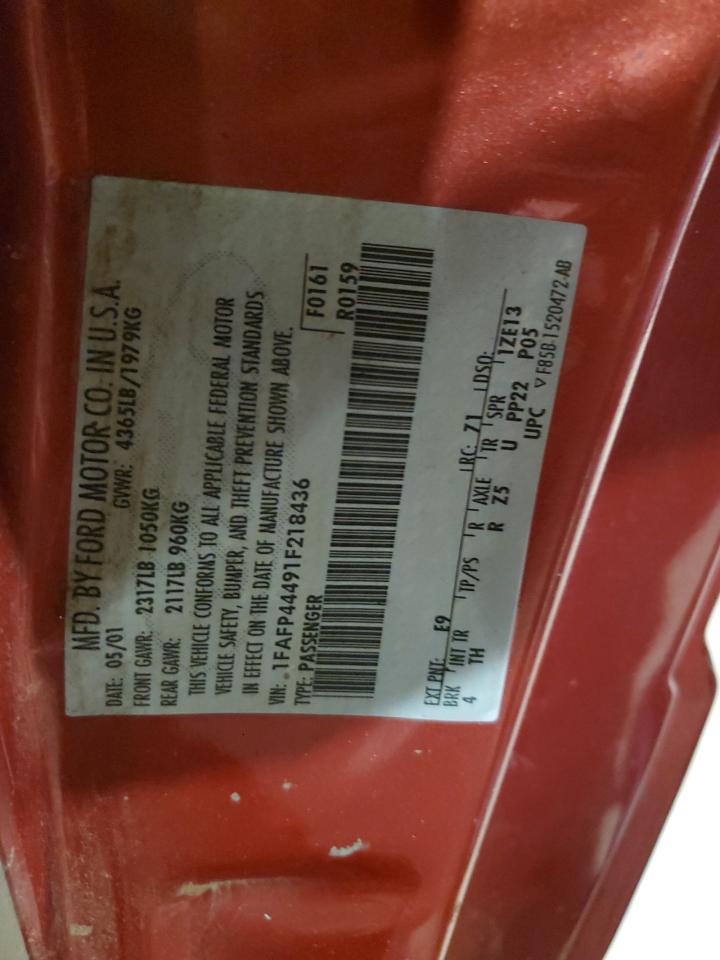 MFD. BY FORD MOTOR CO. IN U.S.A.
DATE: 05/01 GVWR: 4365LB/1979KG
FRONT GAWR: 2317LB 1050KG
REAR GAWR: 2117LB 960KG
THIS VEHICLE CONFORMS TO ALL APPLICABLE FEDERAL MOTOR
VEHICLE SAFETY, BUMPER, AND THEFT PREVENTION STANDARDS
IN EFFECT ON THE DATE OF MANUFACTURE SHOWN ABOVE.
VIN: 1FAFP44491F218436 F0161
TYPE: PASSENGER R0159
EXT PNT: E9 RC: Z1 DSO:
BRK INT TR TP/PS R AXLE TR SPR 1ZE13
4 TH R Z5 U PP22 P05
UPC ▽ F85B-1520472-AB